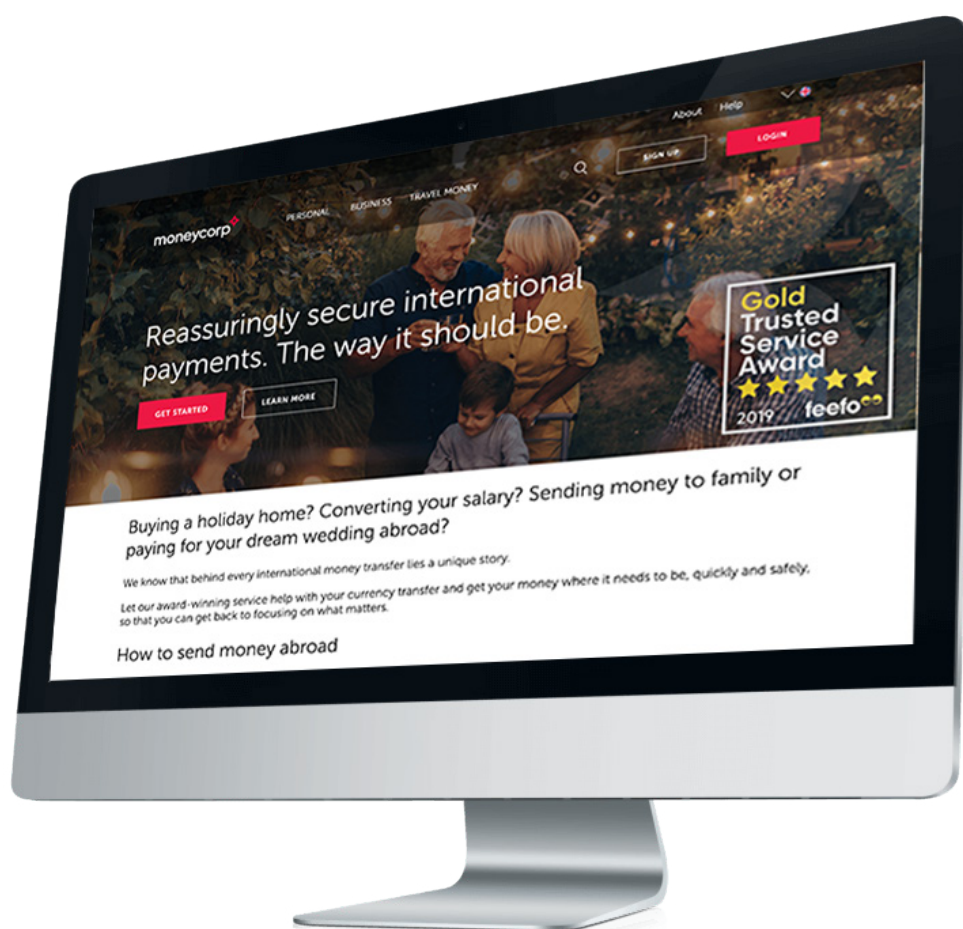 About Help
SIGN UP
LOGIN
moneycorp
PERSONAL BUSINESS TRAVEL MONEY
Reassuringly secure international
payments. The way it should be.
GET STARTED
LEARN MORE
Gold
Trusted
Service
Award
2019 feefo
Buying a holiday home? Converting your salary? Sending money to family or
paying for your dream wedding abroad?
We know that behind every international money transfer lies a unique story.
Let our award-winning service help with your currency transfer and get your money where it needs to be, quickly and safely,
so that you can get back to focusing on what matters.
How to send money abroad